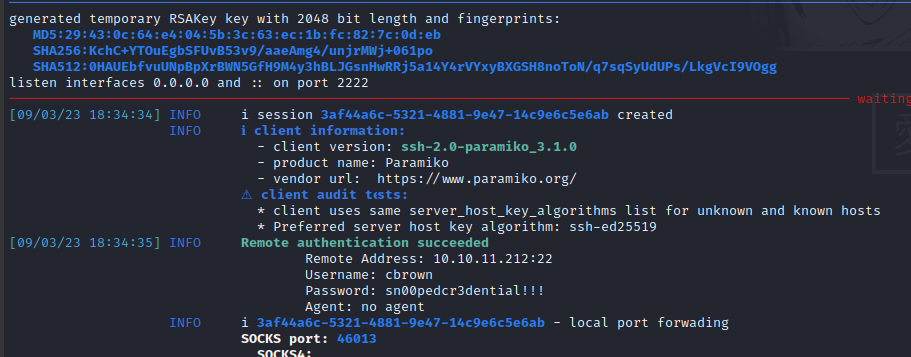 generated temporary RSAKey key with 2048 bit length and fingerprints:
MD5:29:43:0c:64:e4:04:5b:3c:63:ec:1b:fc:82:7c:0d:eb
SHA256:KchC+YTOuEgbSFUvB53v9/aaeAmg4/unjrMWj+061po
SHA512:0HAUEbfvuUNpBpXrBWN5GfH9M4y3hBLJGsnHwRRj5a14Y4rVYxyBXGSH8noToN/q7sqSyUdUPs/LkgVcI9VOgg
listen interfaces 0.0.0.0 and :: on port 2222
waiting
[09/03/23 18:34:34] INFO i session 3af44a6c-5321-4881-9e47-14c9e6c5e6ab created
INFO i client information:
- client version: ssh-2.0-paramiko_3.1.0
- product name: Paramiko
- vendor url: https://www.paramiko.org/
⚠ client audit tests:
* client uses same server_host_key_algorithms list for unknown and known hosts
* Preferred server host key algorithm: ssh-ed25519
[09/03/23 18:34:35] INFO Remote authentication succeeded
Remote Address: 10.10.11.212:22
Username: cbrown
Password: sn00pedcr3dential!!!
Agent: no agent
INFO i 3af44a6c-5321-4881-9e47-14c9e6c5e6ab - local port forwading
SOCKS port: 46013
SOCKS4: